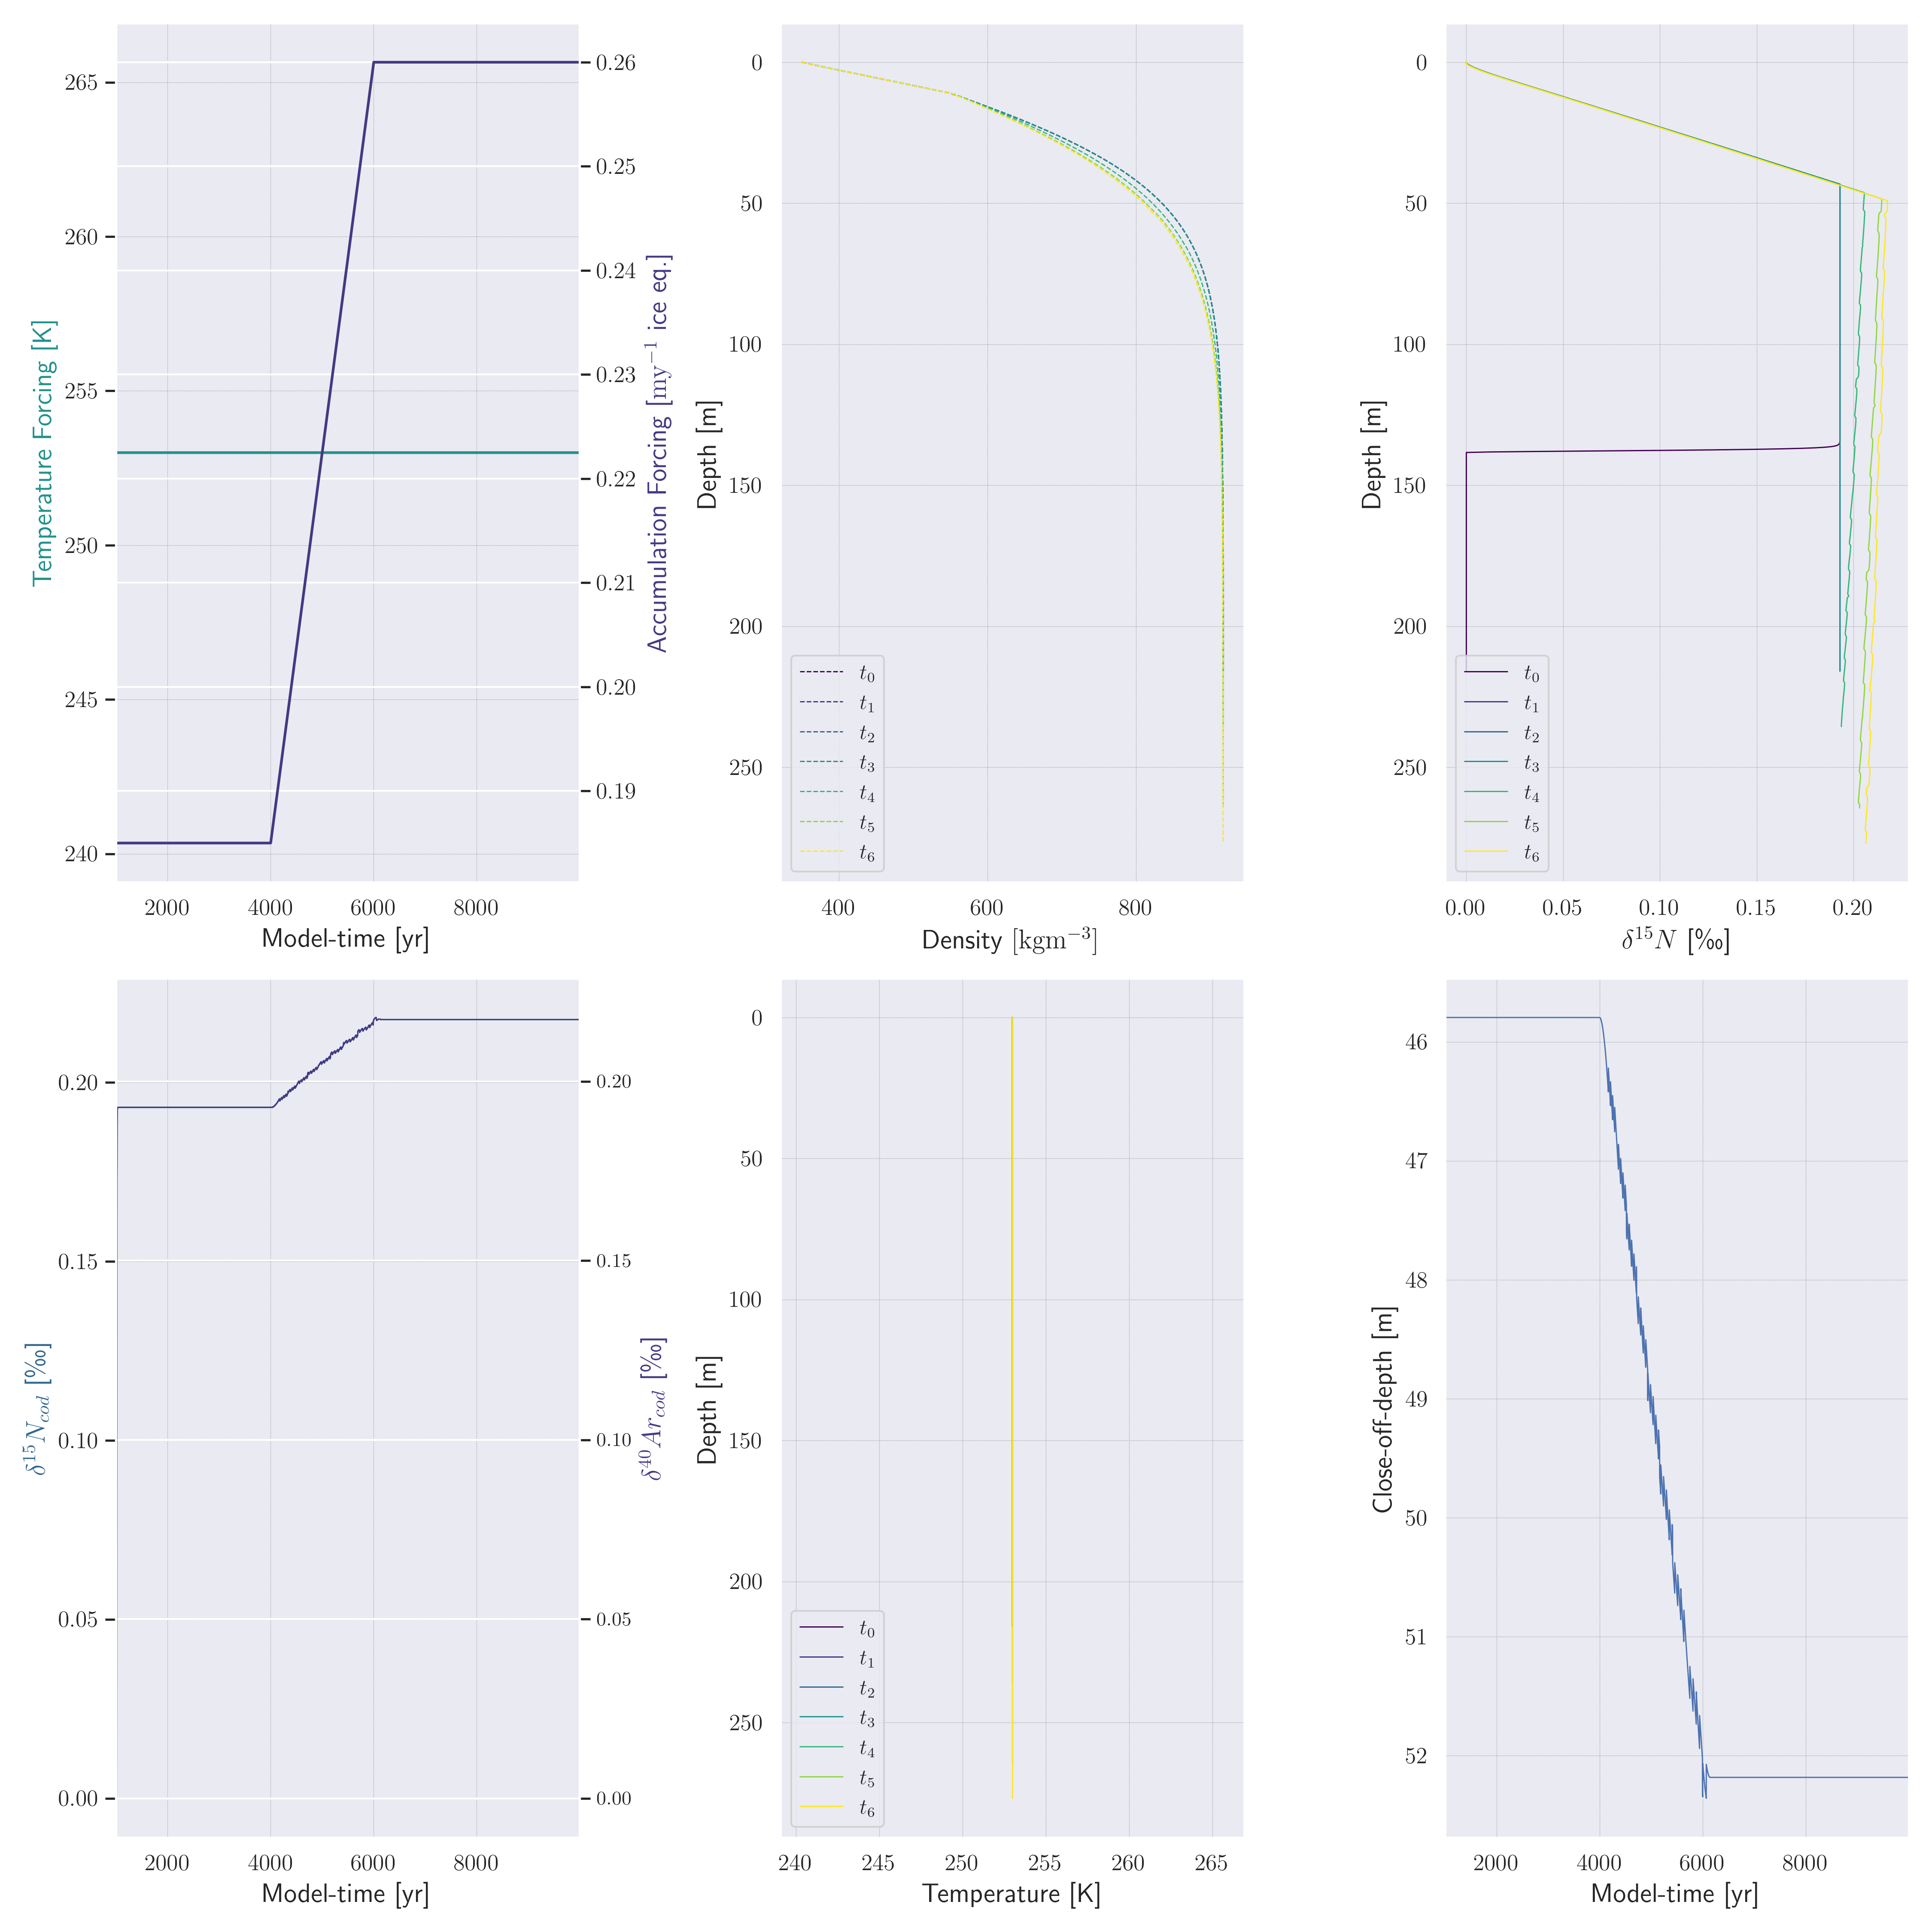 265
260
255
250
245
240
Temperature Forcing [K]
0.26
0.25
0.24
0.23
0.22
0.21
0.20
0.19
Accumulation Forcing [my⁻¹ ice eq.]
2000 4000 6000 8000
Model-time [yr]
0
50
100
150
200
250
Depth [m]
t₀
t₁
t₂
t₃
t₄
t₅
t₆
400 600 800
Density [kgm⁻³]
0
50
100
150
200
250
Depth [m]
t₀
t₁
t₂
t₃
t₄
t₅
t₆
0.00 0.05 0.10 0.15 0.20
δ¹⁵N [‰]
0.20
0.15
0.10
0.05
0.00
δ¹⁵N_cod [‰]
0.20
0.15
0.10
0.05
0.00
δ⁴⁰Ar_cod [‰]
2000 4000 6000 8000
Model-time [yr]
0
50
100
150
200
250
Depth [m]
t₀
t₁
t₂
t₃
t₄
t₅
t₆
240 245 250 255 260 265
Temperature [K]
46
47
48
49
50
51
52
Close-off-depth [m]
2000 4000 6000 8000
Model-time [yr]